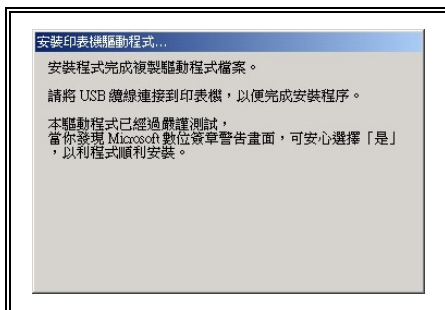 安裝印表機驅動程式...
安裝程式完成複製驅動程式檔案。
請將 USB 纜線連接到印表機，以便完成安裝程序。
本驅動程式已經過嚴謹測試，
當你發現 Microsoft 數位簽章警告畫面，可安心選擇「是」
，以利程式順利安裝。